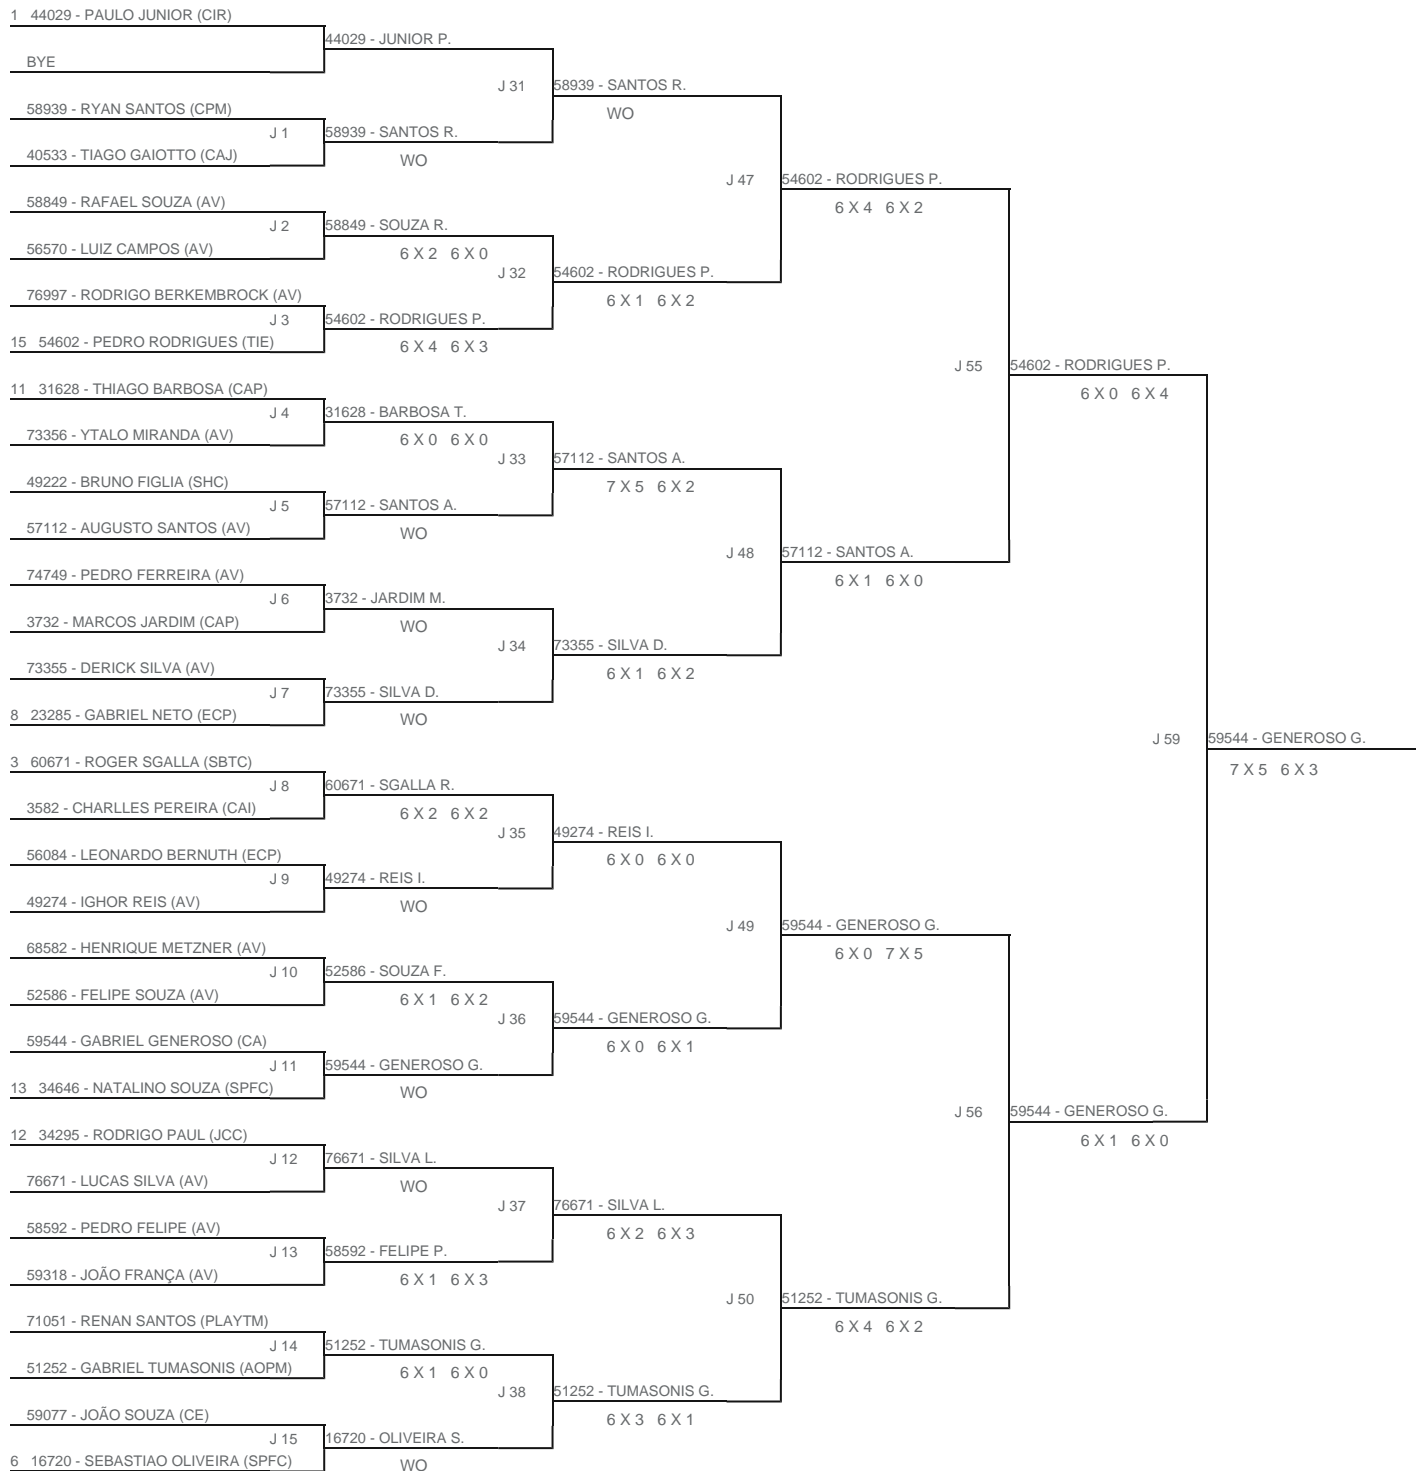 1 44029 - PAULO JUNIOR (CIR)
44029 - JUNIOR P.
BYE
J 31 58939 - SANTOS R.
58939 - RYAN SANTOS (CPM)
WO
J 1 58939 - SANTOS R.
40533 - TIAGO GAIOTTO (CAJ)
WO
J 47 54602 - RODRIGUES P.
58849 - RAFAEL SOUZA (AV)
6 X 4 6 X 2
J 2 58849 - SOUZA R.
56570 - LUIZ CAMPOS (AV)
6 X 2 6 X 0
J 32 54602 - RODRIGUES P.
76997 - RODRIGO BERKEMBROCK (AV)
6 X 1 6 X 2
J 3 54602 - RODRIGUES P.
15 54602 - PEDRO RODRIGUES (TIE)
6 X 4 6 X 3
J 55 54602 - RODRIGUES P.
11 31628 - THIAGO BARBOSA (CAP)
6 X 0 6 X 4
J 4 31628 - BARBOSA T.
73356 - YTALO MIRANDA (AV)
6 X 0 6 X 0
J 33 57112 - SANTOS A.
49222 - BRUNO FIGLIA (SHC)
7 X 5 6 X 2
J 5 57112 - SANTOS A.
57112 - AUGUSTO SANTOS (AV)
WO
J 48 57112 - SANTOS A.
74749 - PEDRO FERREIRA (AV)
6 X 1 6 X 0
J 6 3732 - JARDIM M.
3732 - MARCOS JARDIM (CAP)
WO
J 34 73355 - SILVA D.
73355 - DERICK SILVA (AV)
6 X 1 6 X 2
J 7 73355 - SILVA D.
8 23285 - GABRIEL NETO (ECP)
WO
J 59 59544 - GENEROSO G.
3 60671 - ROGER SGALLA (SBTC)
7 X 5 6 X 3
J 8 60671 - SGALLA R.
3582 - CHARLLES PEREIRA (CAI)
6 X 2 6 X 2
J 35 49274 - REIS I.
56084 - LEONARDO BERNUTH (ECP)
6 X 0 6 X 0
J 9 49274 - REIS I.
49274 - IGHOR REIS (AV)
WO
J 49 59544 - GENEROSO G.
68582 - HENRIQUE METZNER (AV)
6 X 0 7 X 5
J 10 52586 - SOUZA F.
52586 - FELIPE SOUZA (AV)
6 X 1 6 X 2
J 36 59544 - GENEROSO G.
59544 - GABRIEL GENEROSO (CA)
6 X 0 6 X 1
J 11 59544 - GENEROSO G.
13 34646 - NATALINO SOUZA (SPFC)
WO
J 56 59544 - GENEROSO G.
12 34295 - RODRIGO PAUL (JCC)
6 X 1 6 X 0
J 12 76671 - SILVA L.
76671 - LUCAS SILVA (AV)
WO
J 37 76671 - SILVA L.
58592 - PEDRO FELIPE (AV)
6 X 2 6 X 3
J 13 58592 - FELIPE P.
59318 - JOÃO FRANÇA (AV)
6 X 1 6 X 3
J 50 51252 - TUMASONIS G.
71051 - RENAN SANTOS (PLAYTM)
6 X 4 6 X 2
J 14 51252 - TUMASONIS G.
51252 - GABRIEL TUMASONIS (AOPM)
6 X 1 6 X 0
J 38 51252 - TUMASONIS G.
59077 - JOÃO SOUZA (CE)
6 X 3 6 X 1
J 15 16720 - OLIVEIRA S.
6 16720 - SEBASTIAO OLIVEIRA (SPFC)
WO